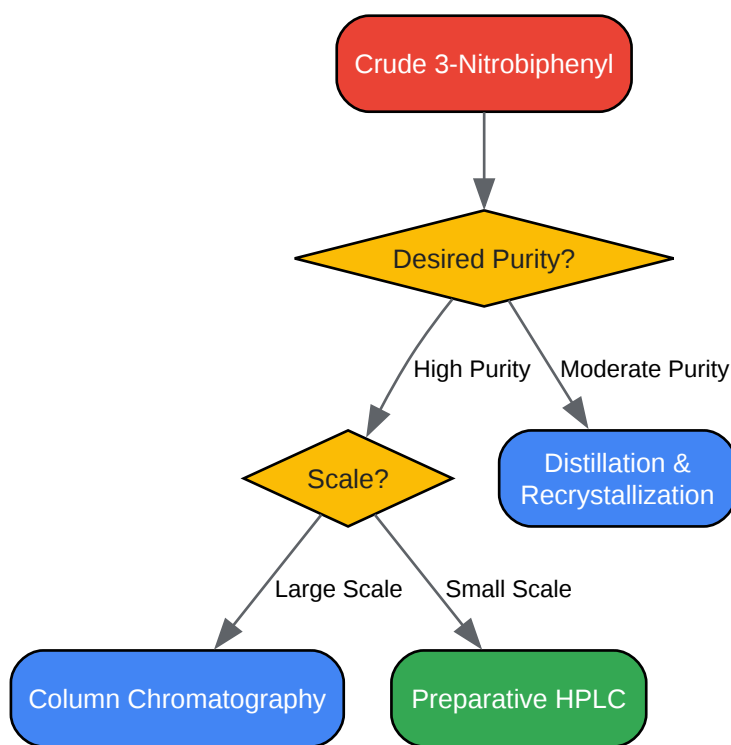 Crude 3-Nitrobiphenyl
Desired Purity?
High Purity
Moderate Purity
Scale?
Distillation &
Recrystallization
Large Scale
Small Scale
Column Chromatography
Preparative HPLC